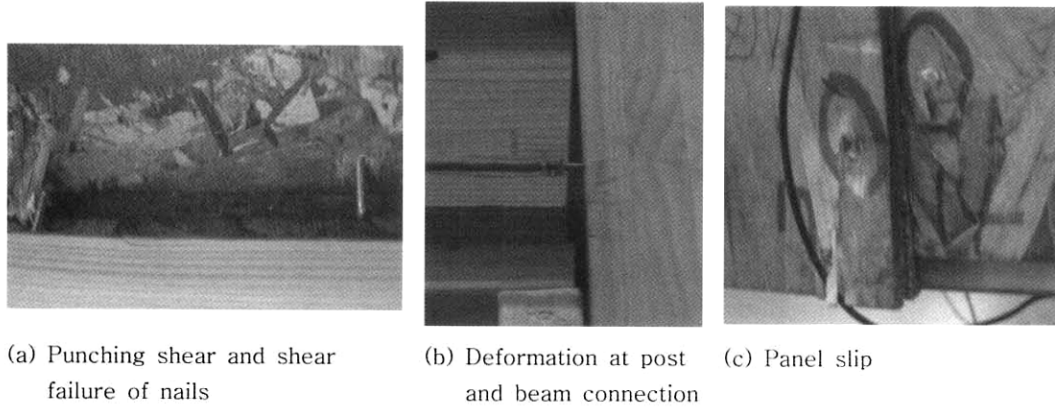 (a) Punching shear and shear
failure of nails
(b) Deformation at post
and beam connection
(c) Panel slip